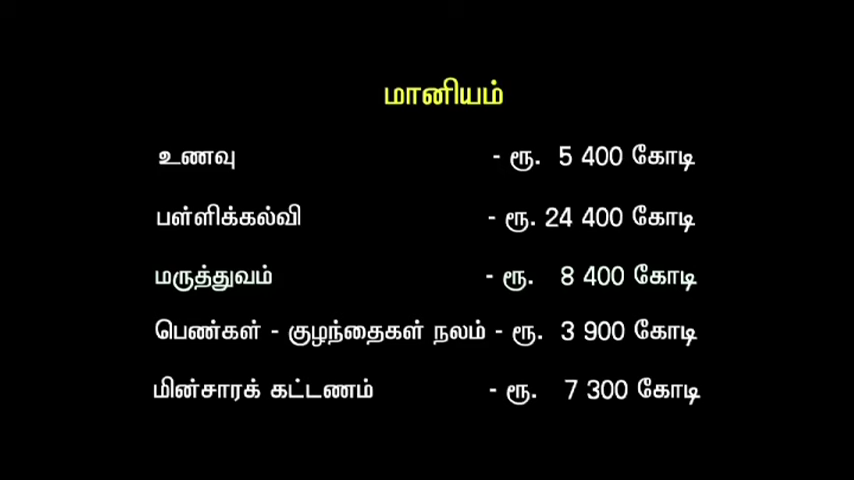 மானியம்
உணவு - ரூ. 5 400 கோடி
பள்ளிக்கல்வி - ரூ. 24 400 கோடி
மருத்துவம் - ரூ. 8 400 கோடி
பெண்கள் - குழந்தைகள் நலம் - ரூ. 3 900 கோடி
மின்சாரக் கட்டணம் - ரூ. 7 300 கோடி